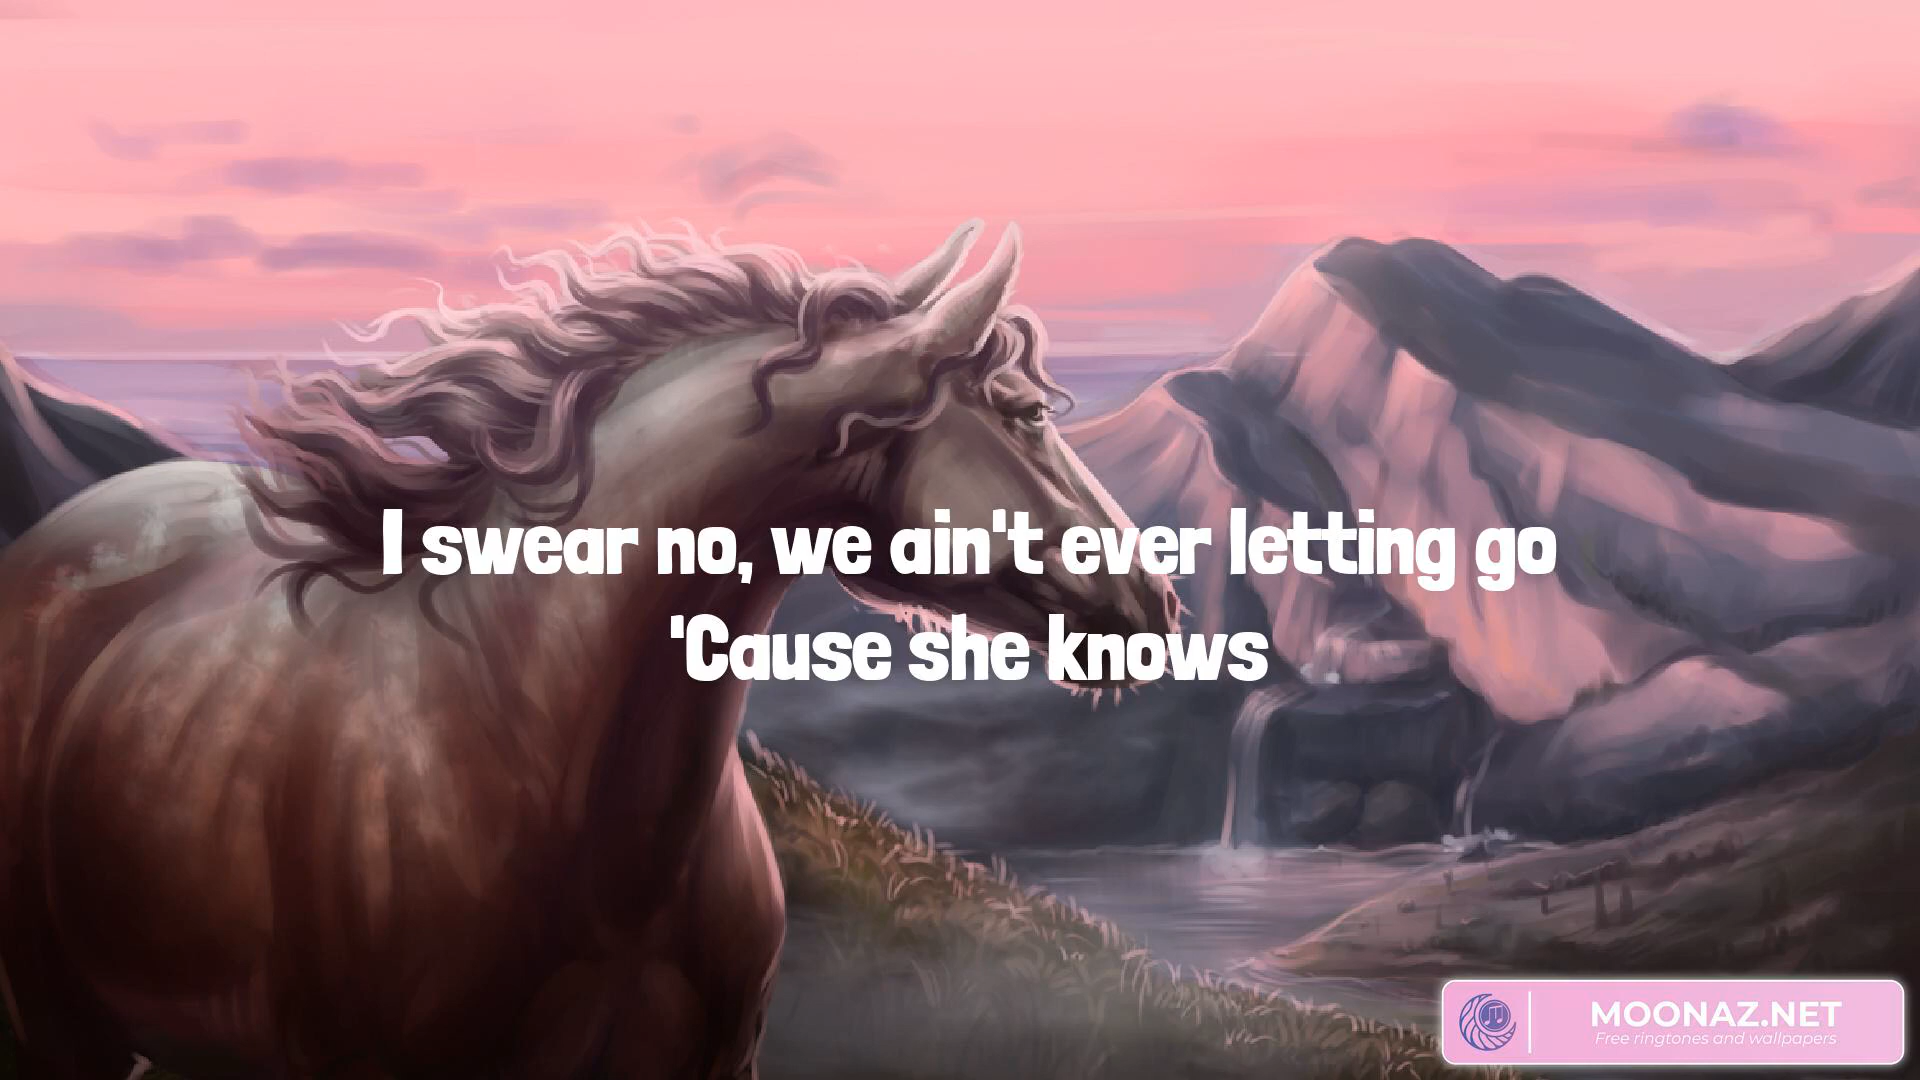 I swear no, we ain't ever letting go
'Cause she knows
MOONAZ.NET
Free ringtones and wallpapers